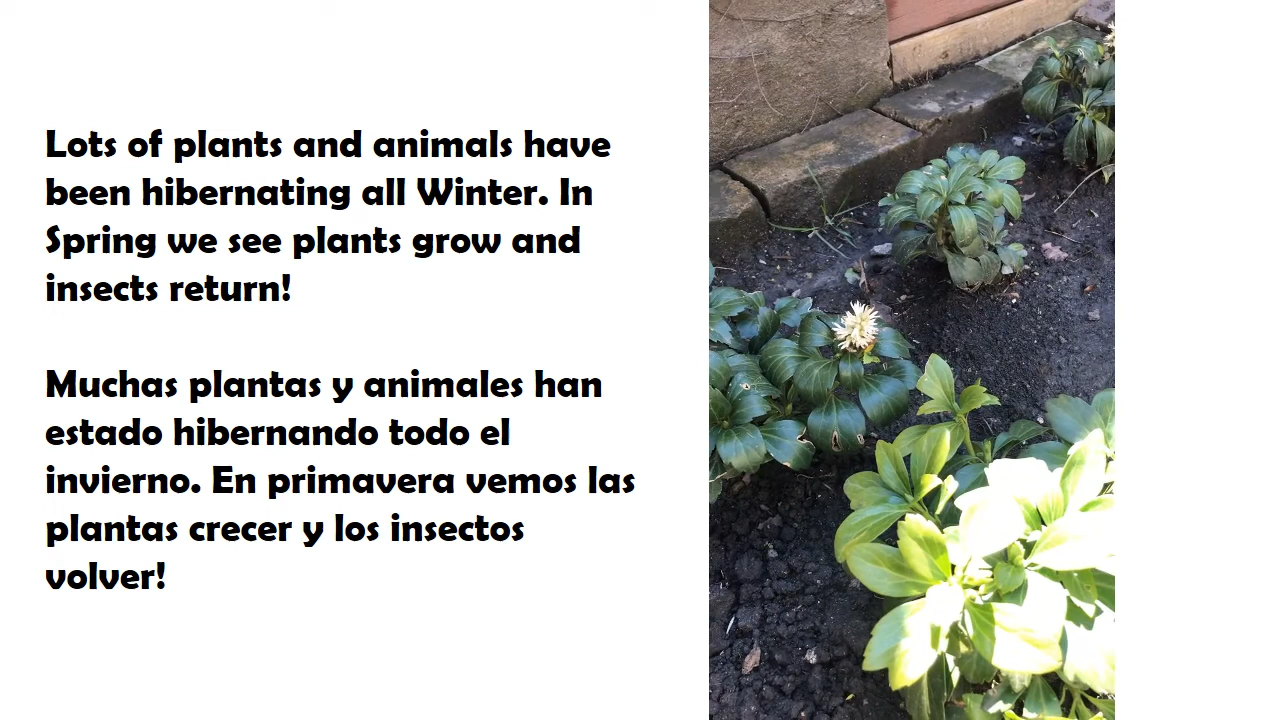 Lots of plants and animals have
been hibernating all Winter. In
Spring we see plants grow and
insects return!
Muchas plantas y animales han
estado hibernando todo el
invierno. En primavera vemos las
plantas crecer y los insectos
volver!